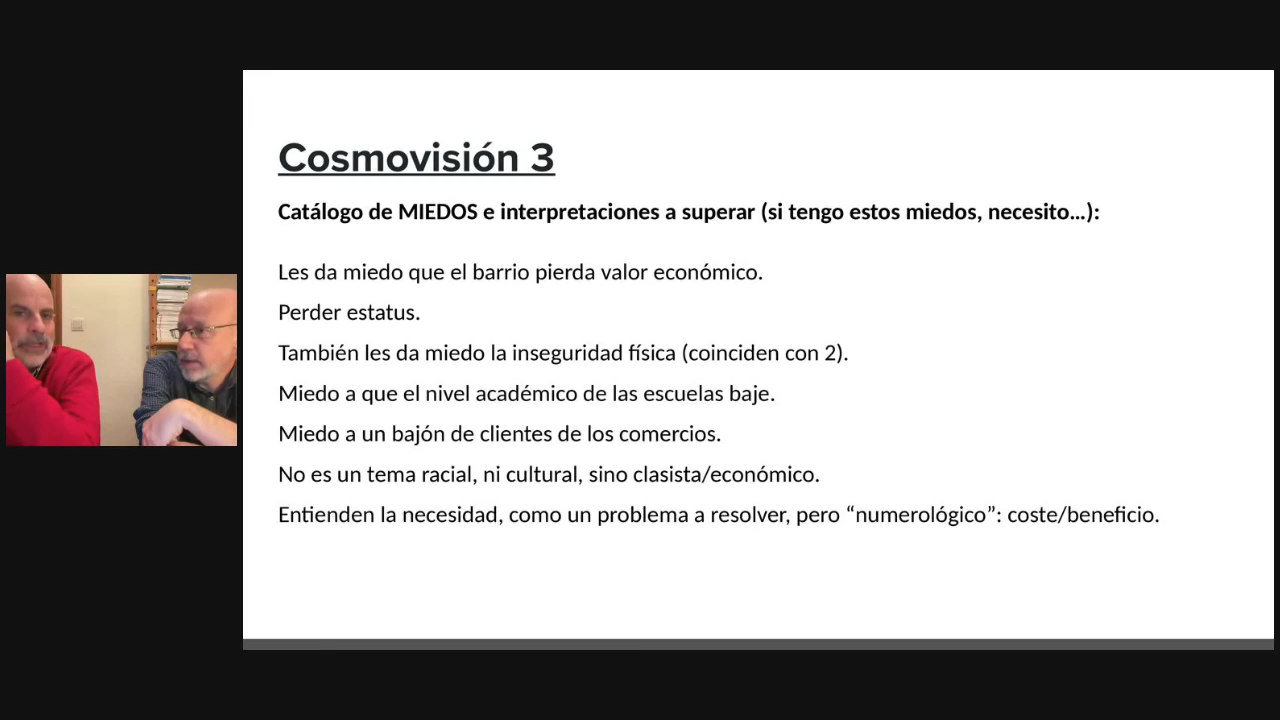 Cosmovisión 3
Catálogo de MIEDOS e interpretaciones a superar (si tengo estos miedos, necesito…):
Les da miedo que el barrio pierda valor económico.
Perder estatus.
También les da miedo la inseguridad física (coinciden con 2).
Miedo a que el nivel académico de las escuelas baje.
Miedo a un bajón de clientes de los comercios.
No es un tema racial, ni cultural, sino clasista/económico.
Entienden la necesidad, como un problema a resolver, pero “numerológico”: coste/beneficio.